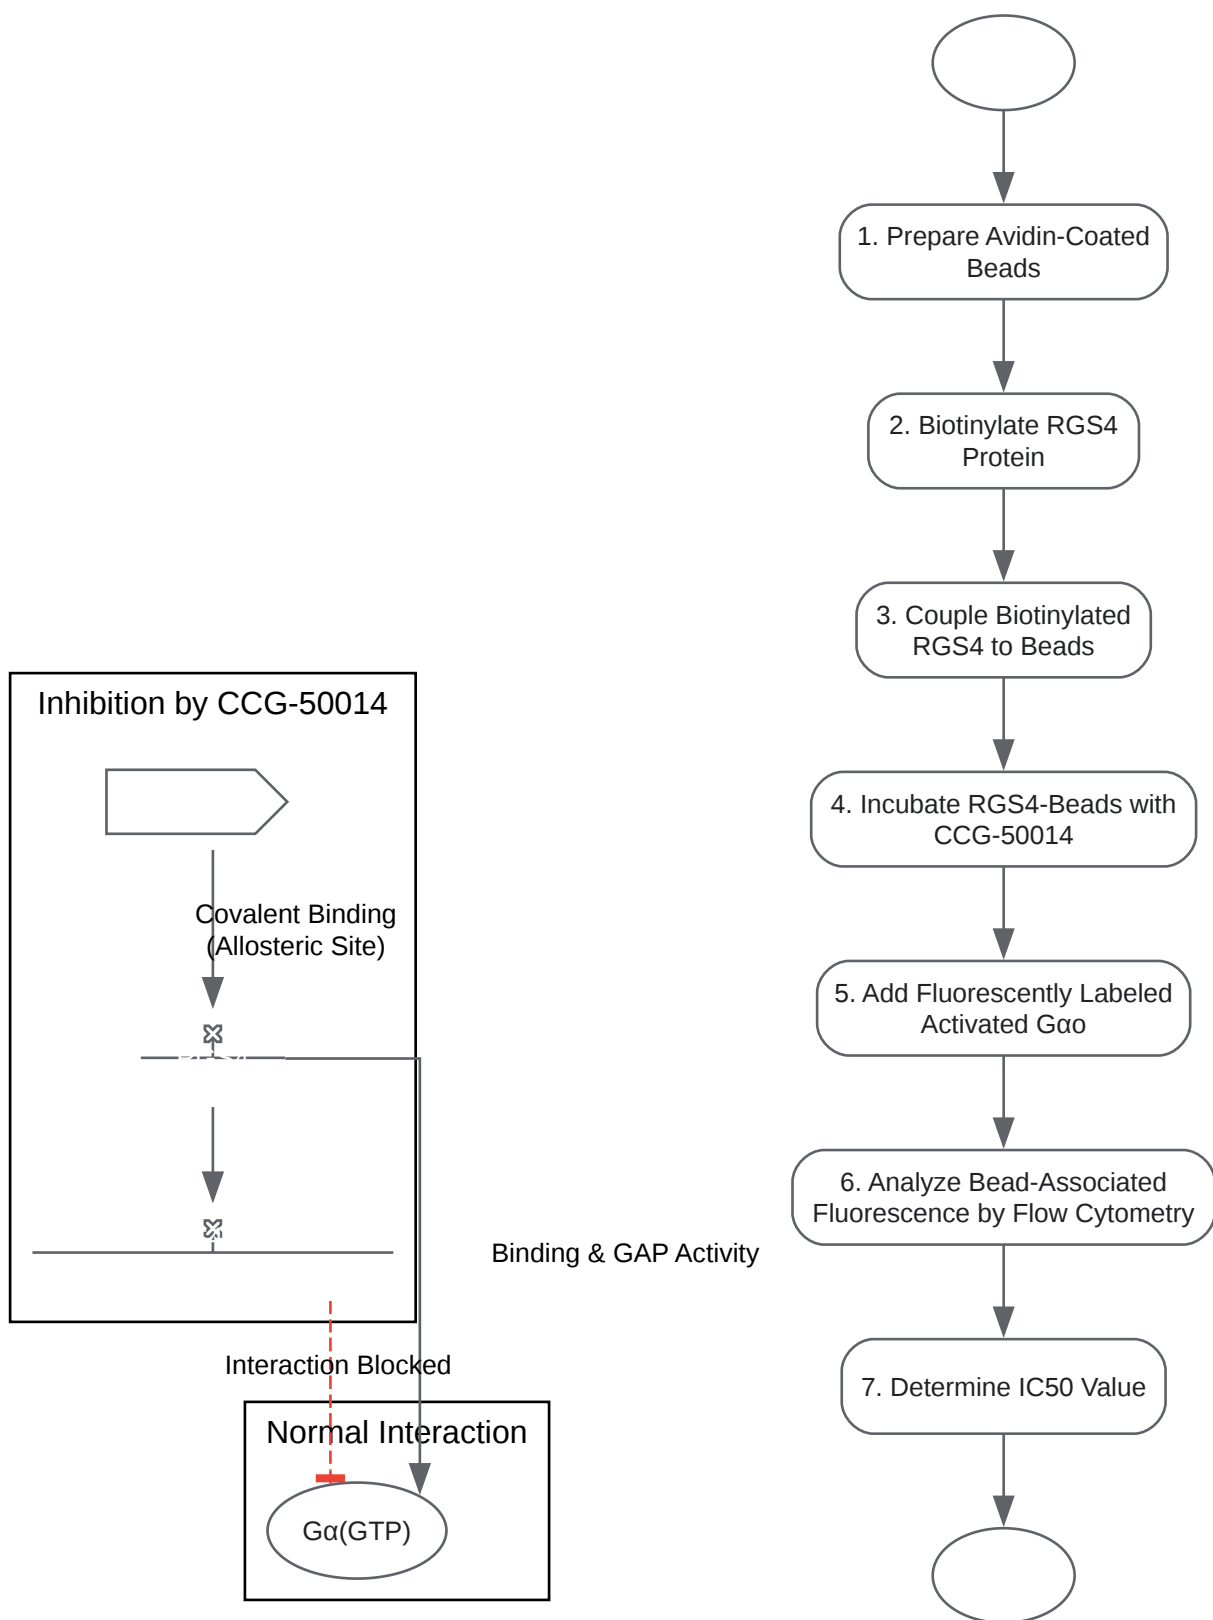 1. Prepare Avidin-Coated
Beads
2. Biotinylate RGS4
Protein
3. Couple Biotinylated
RGS4 to Beads
4. Incubate RGS4-Beads with
CCG-50014
5. Add Fluorescently Labeled
Activated Gαo
6. Analyze Bead-Associated
Fluorescence by Flow Cytometry
7. Determine IC50 Value
Inhibition by CCG-50014
Covalent Binding
(Allosteric Site)
Binding & GAP Activity
Interaction Blocked
Normal Interaction
Gα(GTP)